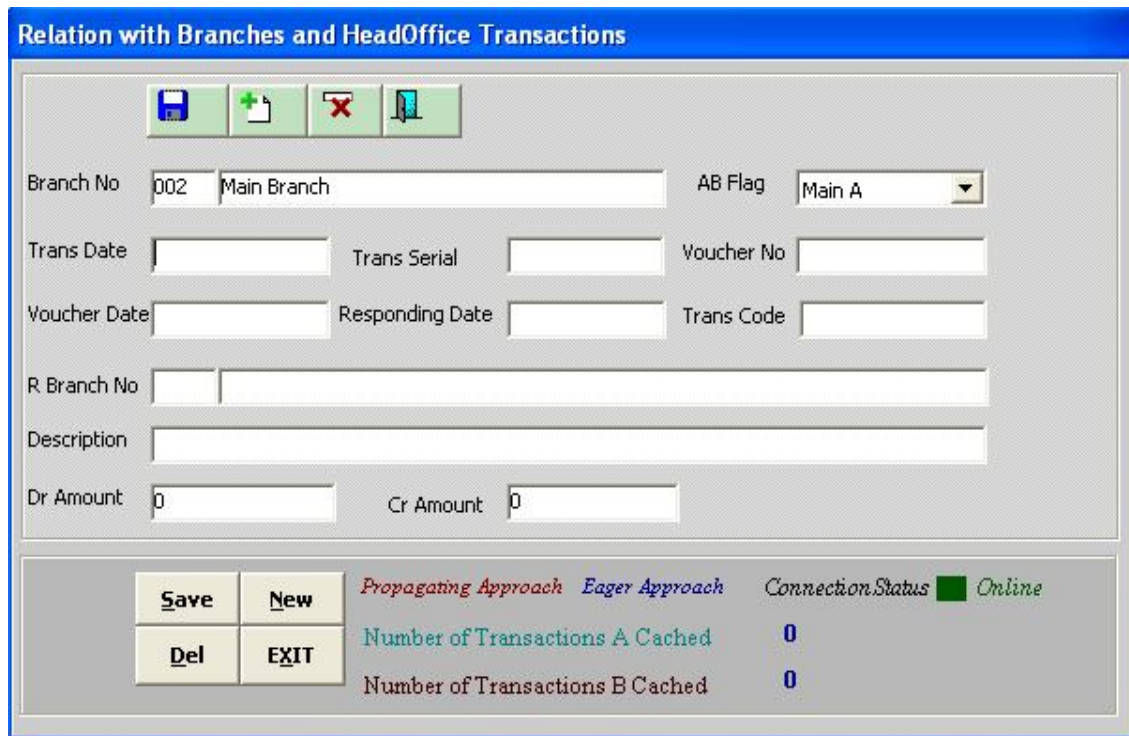 Relation with Branches and HeadOffice Transactions
Branch No 002 Main Branch AB Flag Main A
Trans Date Trans Serial Voucher No
Voucher Date Responding Date Trans Code
R Branch No
Description
Dr Amount 0 Cr Amount 0
Save New Propagating Approach Eager Approach Connection Status Online
Number of Transactions A Cached 0
Del EXIT
Number of Transactions B Cached 0